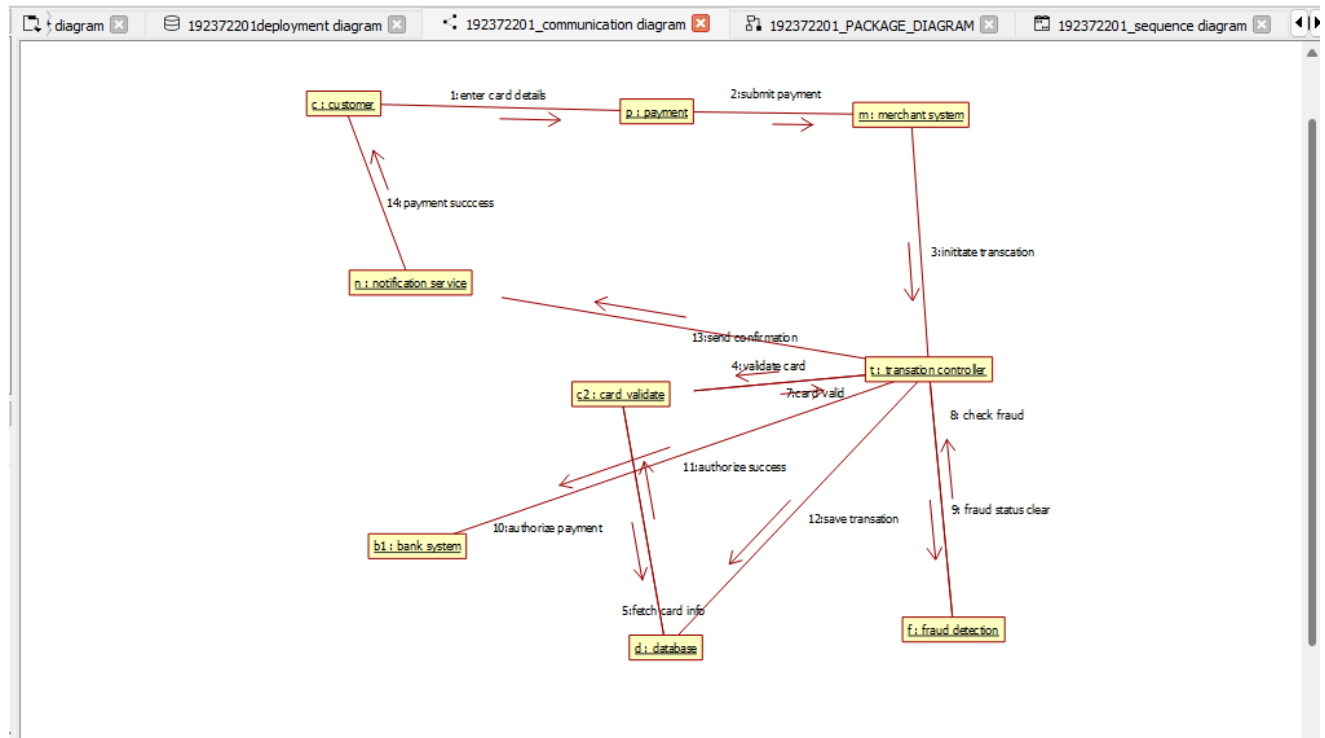 diagram
192372201deployment diagram
192372201_communication diagram
192372201_PACKAGE_DIAGRAM
192372201_sequence diagram
1:enter card details
2:submit payment
c : customer
p : payment
m : merchant system
14:payment succcess
3:inititate transcation
n : notification service
13:send confirmation
4:validate card
t : transation controller
c2 : card validate
7:card valid
8: check fraud
11:authorize success
9: fraud status clear
12:save transation
10:authorize payment
b1 : bank system
5:fetch card info
f : fraud detection
d : database